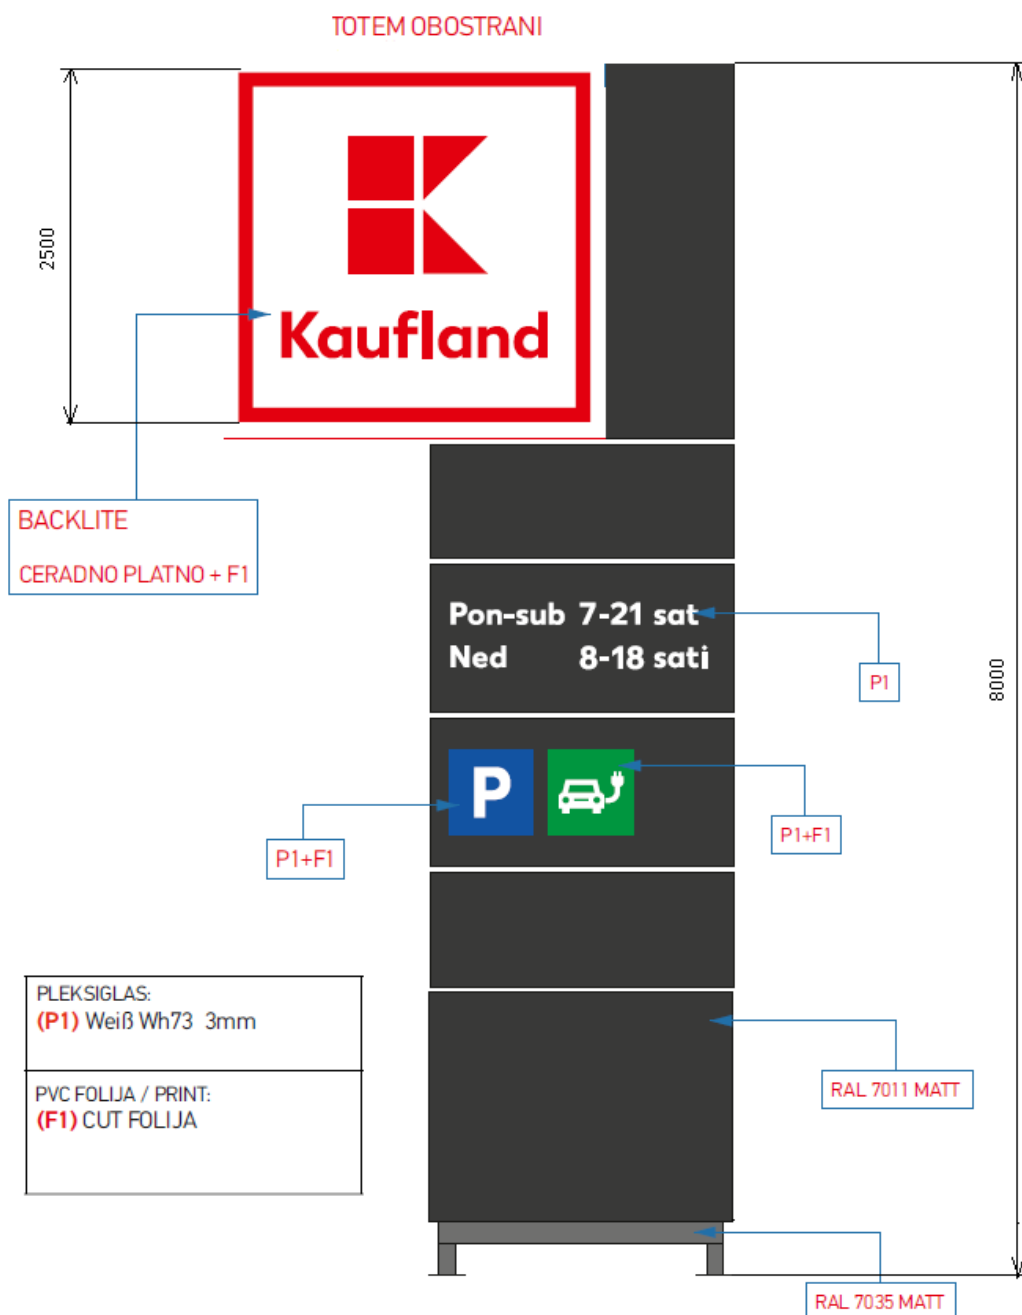 TOTEM OBOSTRANI
2500
Kaufland
BACKLITE
CERADNO PLATNO + F1
8000
Pon-sub 7-21 sat
Ned 8-18 sati
P1
P
P1+F1
P1+F1
PLEKSIGLAS:
(P1) Weiß Wh73 3mm
PVC FOLIJA / PRINT:
(F1) CUT FOLIJA
RAL 7011 MATT
RAL 7035 MATT